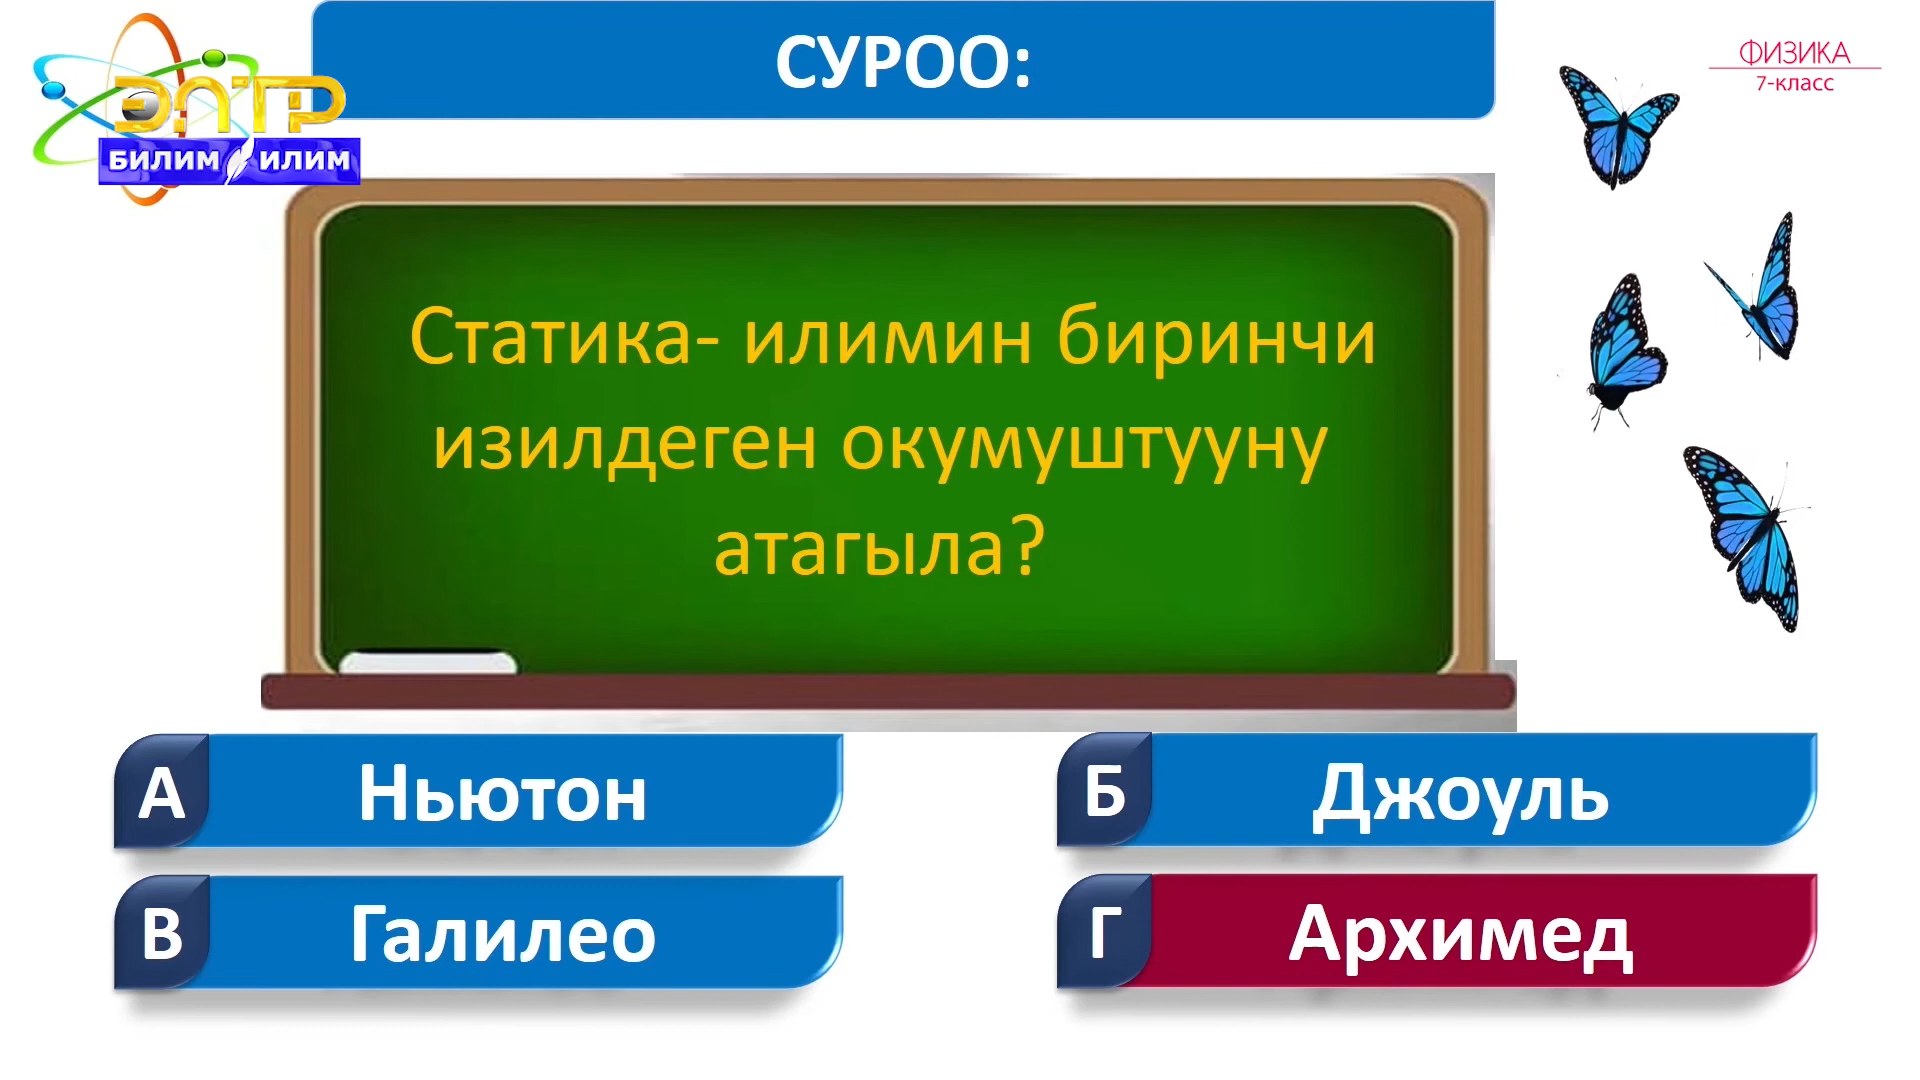 ЭЛТР
БИЛИМ ИЛИМ
СУРОО:
ФИЗИКА
7-класс
Статика- илимин биринчи
изилдеген окумуштууну
атагыла?
А Ньютон
Б Джоуль
В Галилео
Г Архимед